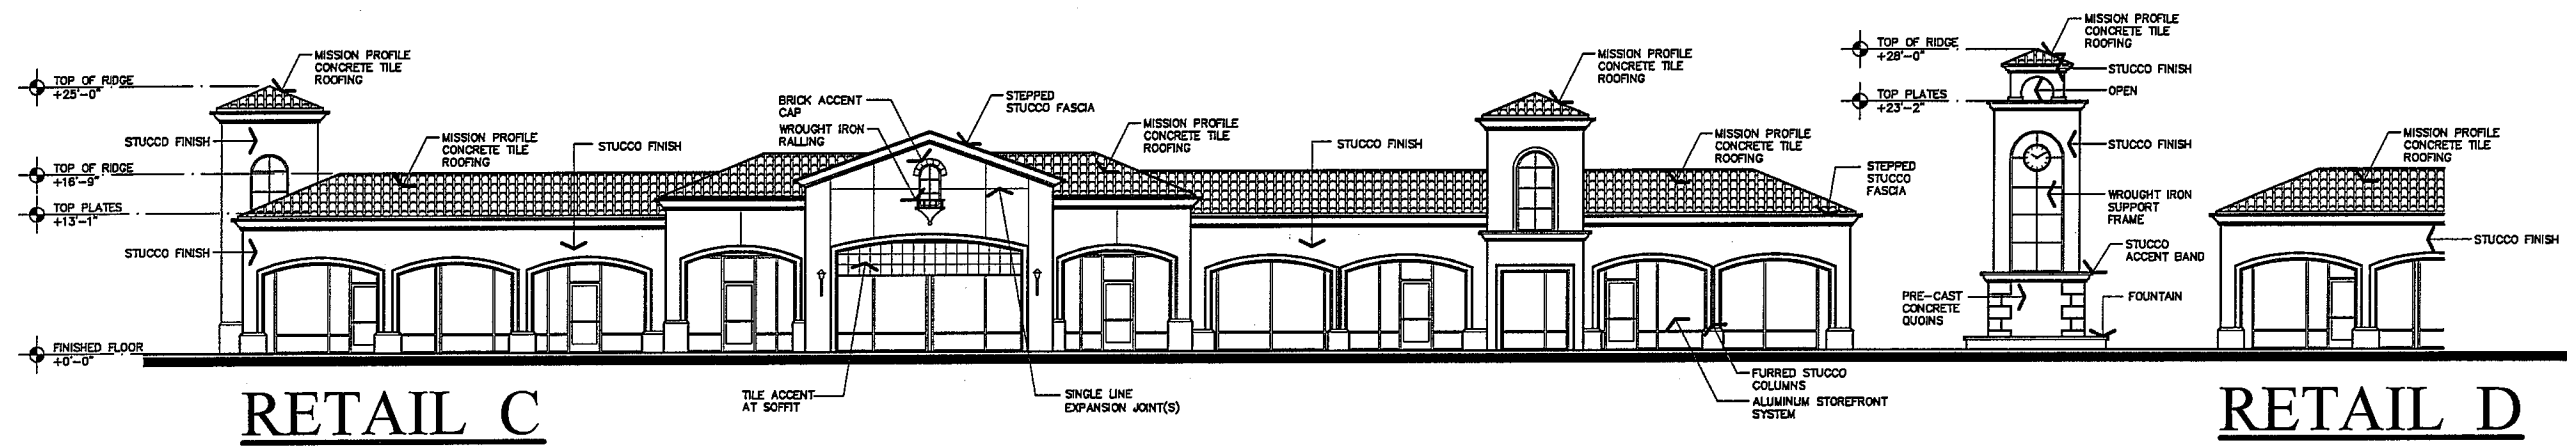 MISSION PROFILE
CONCRETE TILE
ROOFING
TOP OF RIDGE
+25'-0"
STUCCO FINISH
TOP OF RIDGE
+16'-9"
TOP PLATES
+13'-1"
STUCCO FINISH
FINISHED FLOOR
+0'-0"
MISSION PROFILE
CONCRETE TILE
ROOFING
STUCCO FINISH
BRICK ACCENT
CAP
WROUGHT IRON
RALLING
STEPPED
STUCCO FASCIA
MISSION PROFILE
CONCRETE TILE
ROOFING
STUCCO FINISH
MISSION PROFILE
CONCRETE TILE
ROOFING
MISSION PROFILE
CONCRETE TILE
ROOFING
STEPPED
STUCCO
FASCIA
TILE ACCENT
AT SOFFIT
SINGLE LINE
EXPANSION JOINT(S)
FURRED STUCCO
COLUMNS
ALUMINUM STOREFRONT
SYSTEM
RETAIL C
TOP OF RIDGE
+28'-0"
TOP PLATES
+23'-2"
MISSION PROFILE
CONCRETE TILE
ROOFING
STUCCO FINISH
OPEN
STUCCO FINISH
WROUGHT IRON
SUPPORT
FRAME
STUCCO
ACCENT BAND
PRE-CAST
CONCRETE
QUOINS
FOUNTAIN
MISSION PROFILE
CONCRETE TILE
ROOFING
STUCCO FINISH
RETAIL D